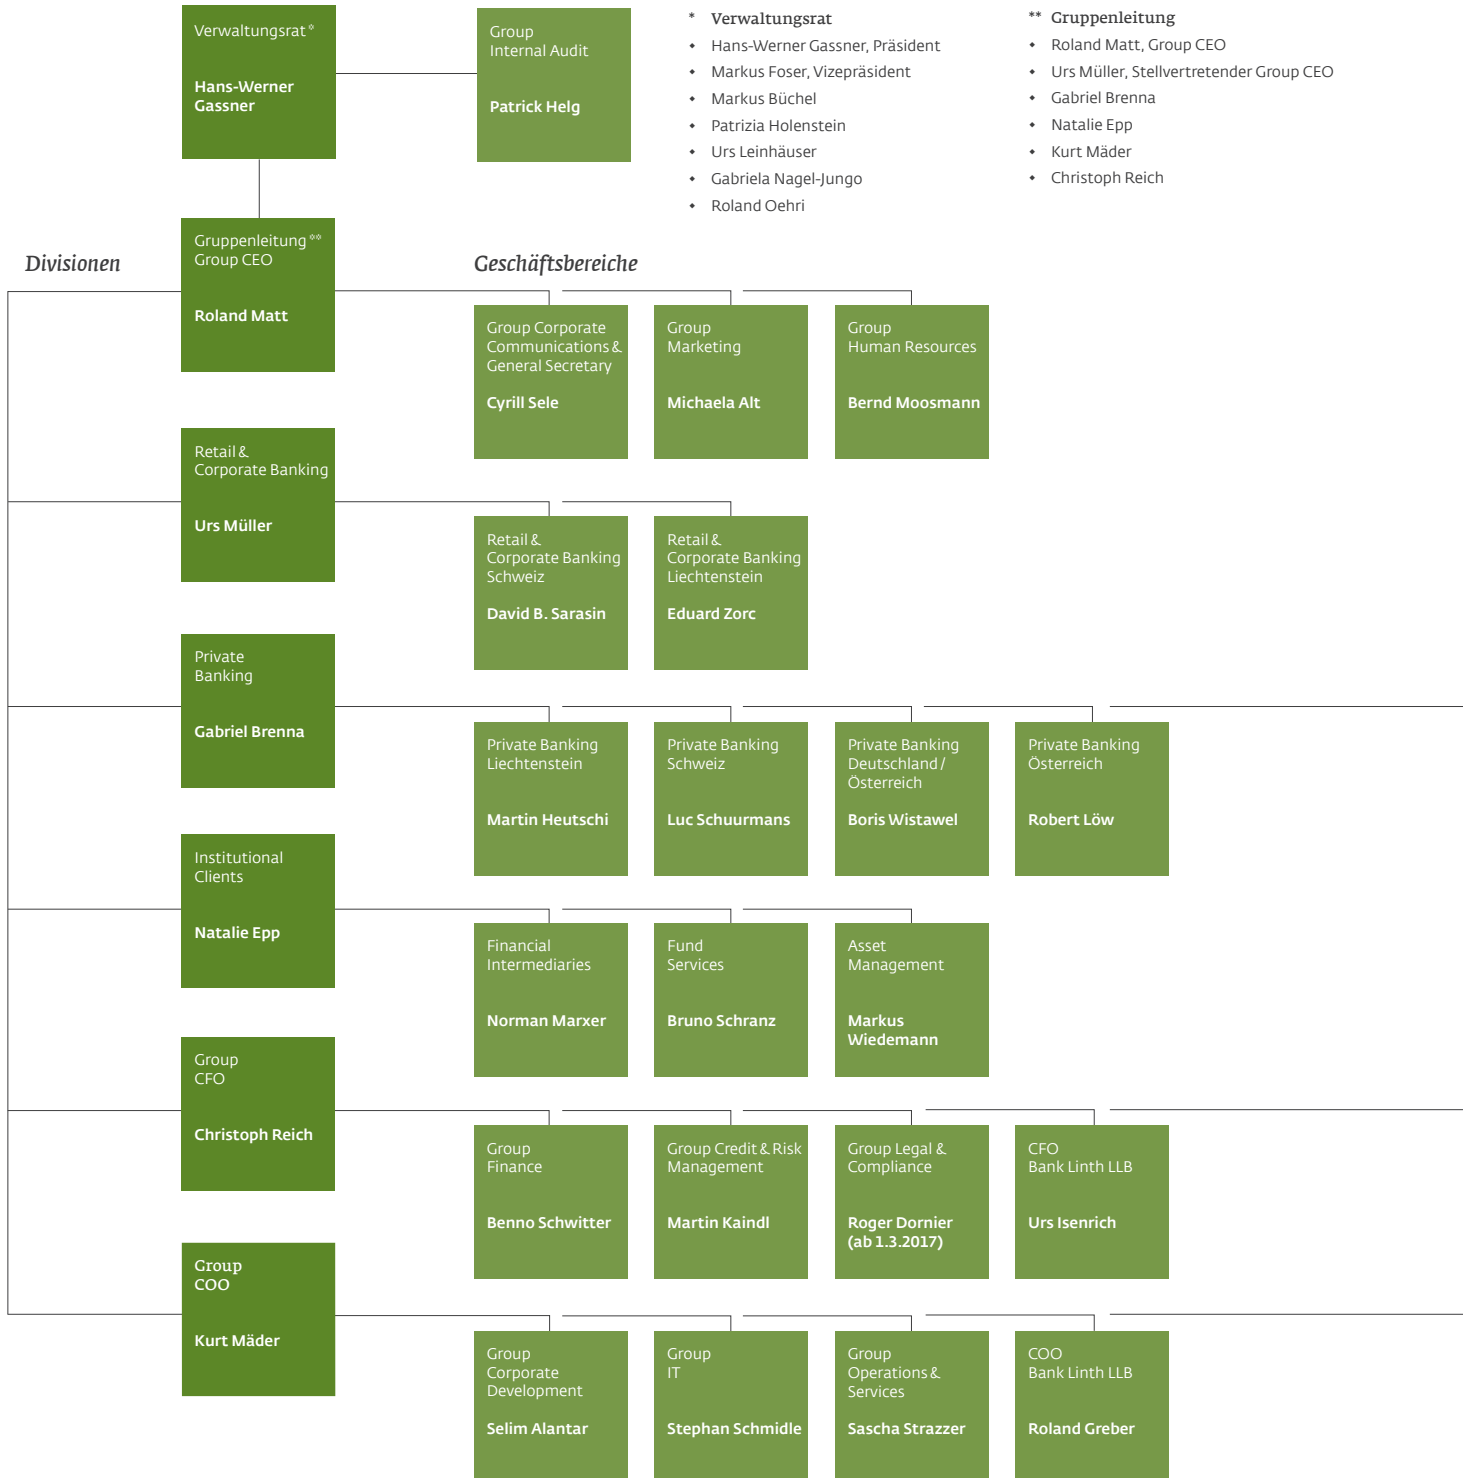 Verwaltungsrat *
Hans-Werner
Gassner
Group
Internal Audit
Patrick Helg
* Verwaltungsrat
• Hans-Werner Gassner, Präsident
• Markus Foser, Vizepräsident
• Markus Büchel
• Patrizia Holenstein
• Urs Leinhäuser
• Gabriela Nagel-Jungo
• Roland Oehri
** Gruppenleitung
• Roland Matt, Group CEO
• Urs Müller, Stellvertretender Group CEO
• Gabriel Brenna
• Natalie Epp
• Kurt Mäder
• Christoph Reich
Divisionen
Geschäftsbereiche
Gruppenleitung **
Group CEO
Roland Matt
Group Corporate
Communications &
General Secretary
Cyrill Sele
Group
Marketing
Michaela Alt
Group
Human Resources
Bernd Moosmann
Retail &
Corporate Banking
Urs Müller
Retail &
Corporate Banking
Schweiz
David B. Sarasin
Retail &
Corporate Banking
Liechtenstein
Eduard Zorc
Private
Banking
Gabriel Brenna
Private Banking
Liechtenstein
Martin Heutschi
Private Banking
Schweiz
Luc Schuurmans
Private Banking
Deutschland /
Österreich
Boris Wistawel
Private Banking
Österreich
Robert Löw
Institutional
Clients
Natalie Epp
Financial
Intermediaries
Norman Marxer
Fund
Services
Bruno Schranz
Asset
Management
Markus
Wiedemann
Group
CFO
Christoph Reich
Group
Finance
Benno Schwitter
Group Credit & Risk
Management
Martin Kaindl
Group Legal &
Compliance
Roger Dornier
(ab 1.3.2017)
CFO
Bank Linth LLB
Urs Isenrich
Group
COO
Kurt Mäder
Group
Corporate
Development
Selim Alantar
Group
IT
Stephan Schmidle
Group
Operations &
Services
Sascha Strazzer
COO
Bank Linth LLB
Roland Greber